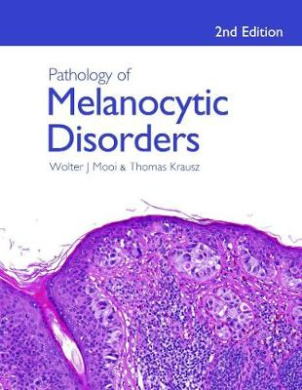 2nd Edition
Pathology of
Melanocytic
Disorders
Wolter J Mooi & Thomas Krausz